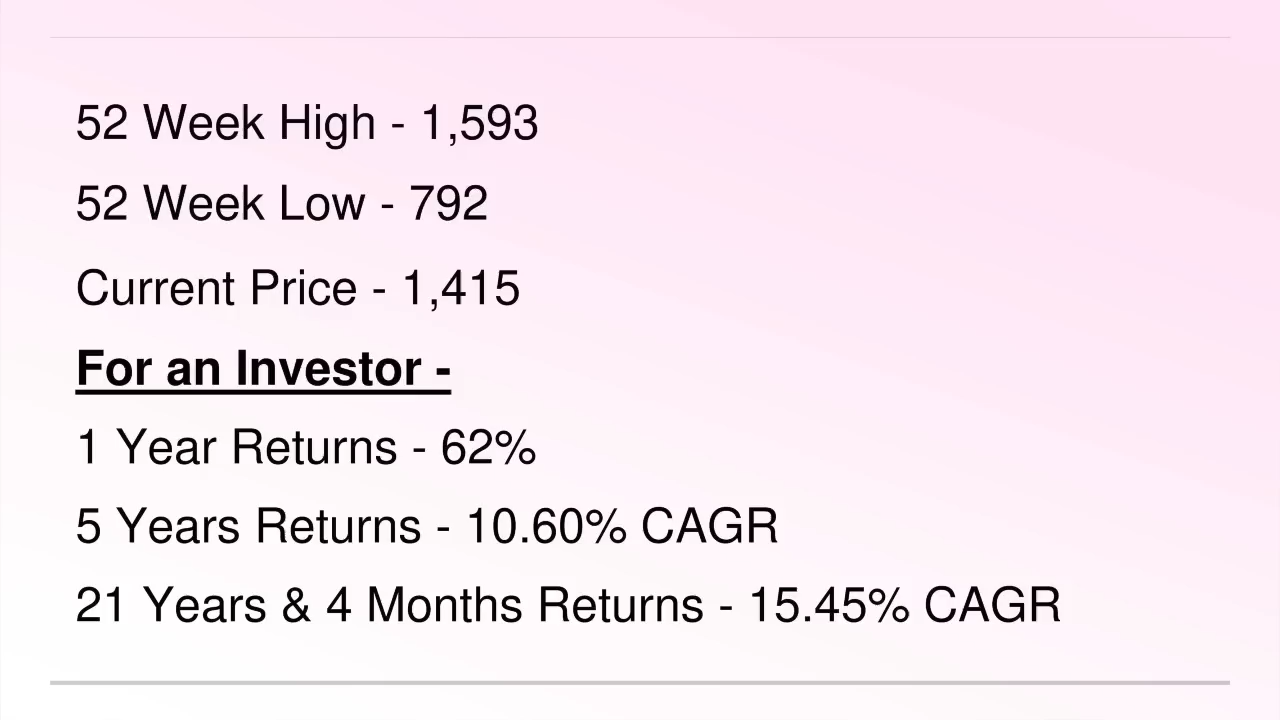 52 Week High - 1,593
52 Week Low - 792
Current Price - 1,415
For an Investor -
1 Year Returns - 62%
5 Years Returns - 10.60% CAGR
21 Years & 4 Months Returns - 15.45% CAGR